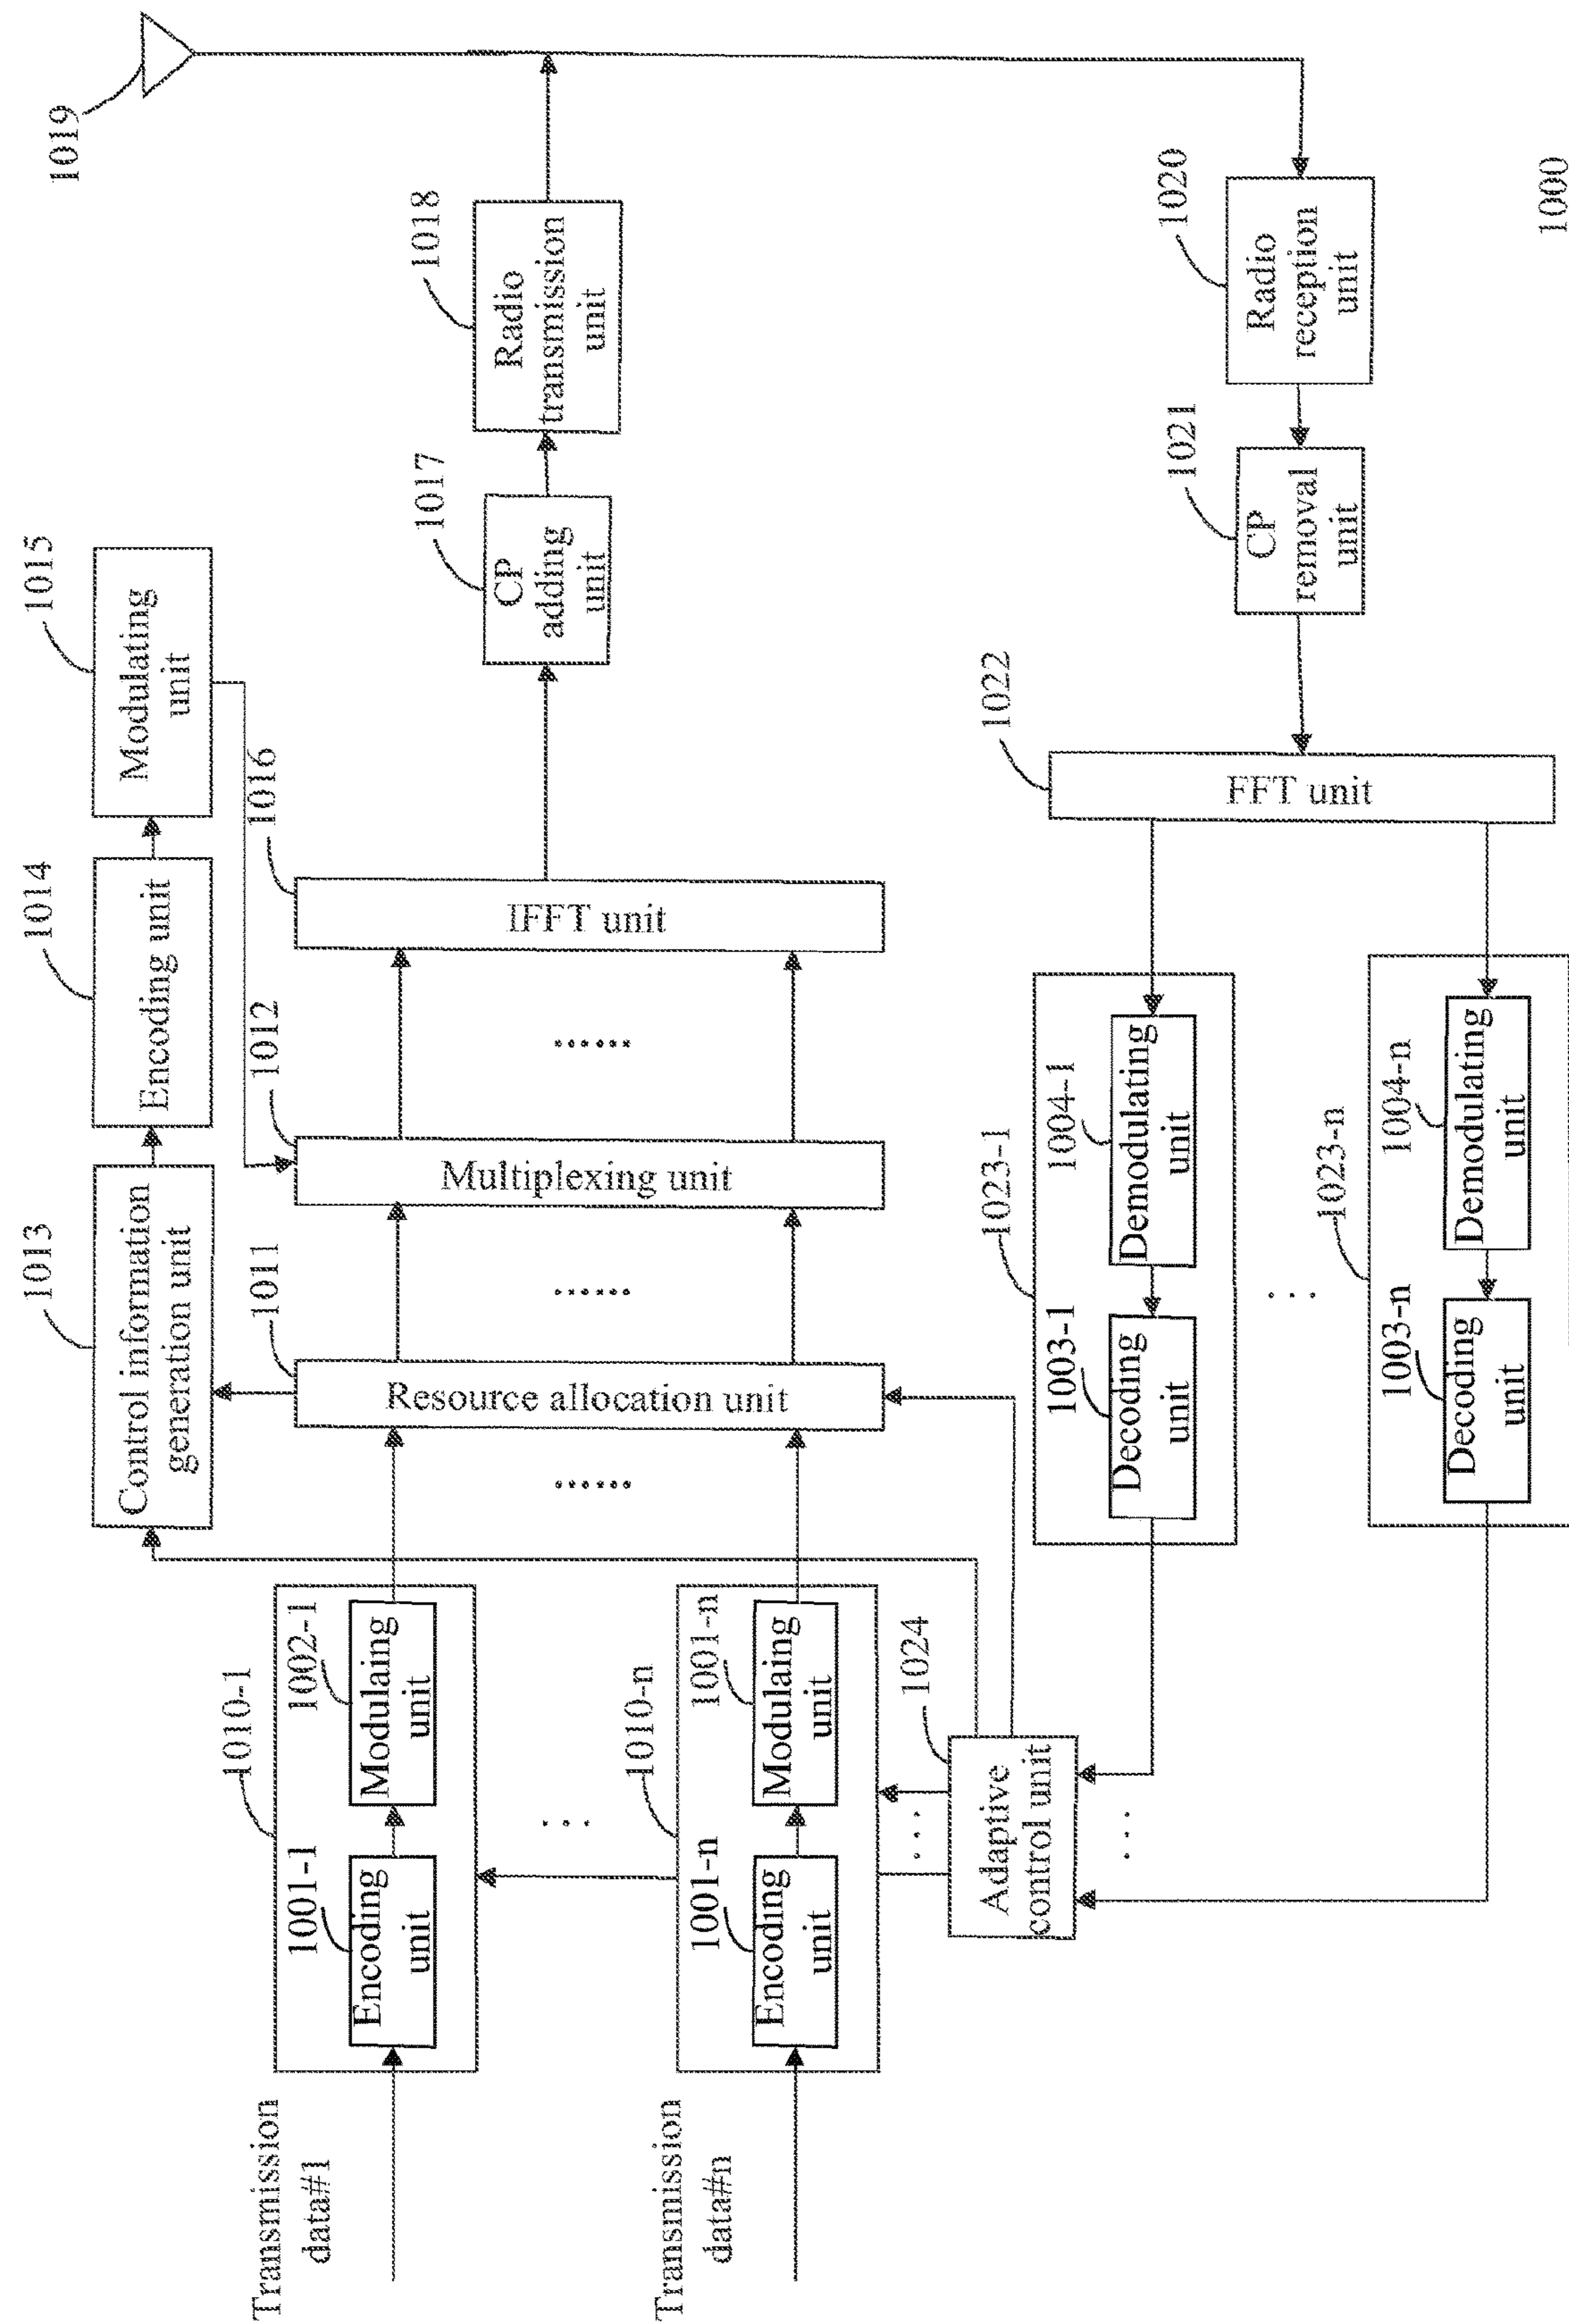 1013
Control information
generation unit
1014
Encoding unit
1015
Modulating
unit
1019
1010-1
1001-1
Encoding
unit
1002-1
Modulaing
unit
Transmission
data#1
1011
Resource allocation unit
......
......
1012
Multiplexing unit
......
1016
IFFT unit
1017
CP
adding
unit
1018
Radio
transmission
unit
...
1010-n
1001-n
Encoding
unit
1001-n
Modulaing
unit
Transmission
data#n
...
1024
Adaptive
control unit
...
1023-1
1003-1
Decoding
unit
1004-1
Demodulating
unit
...
1023-n
1003-n
Decoding
unit
1004-n
Demodulating
unit
1022
FFT unit
1021
CP
removal
unit
1020
Radio
reception
unit
1000